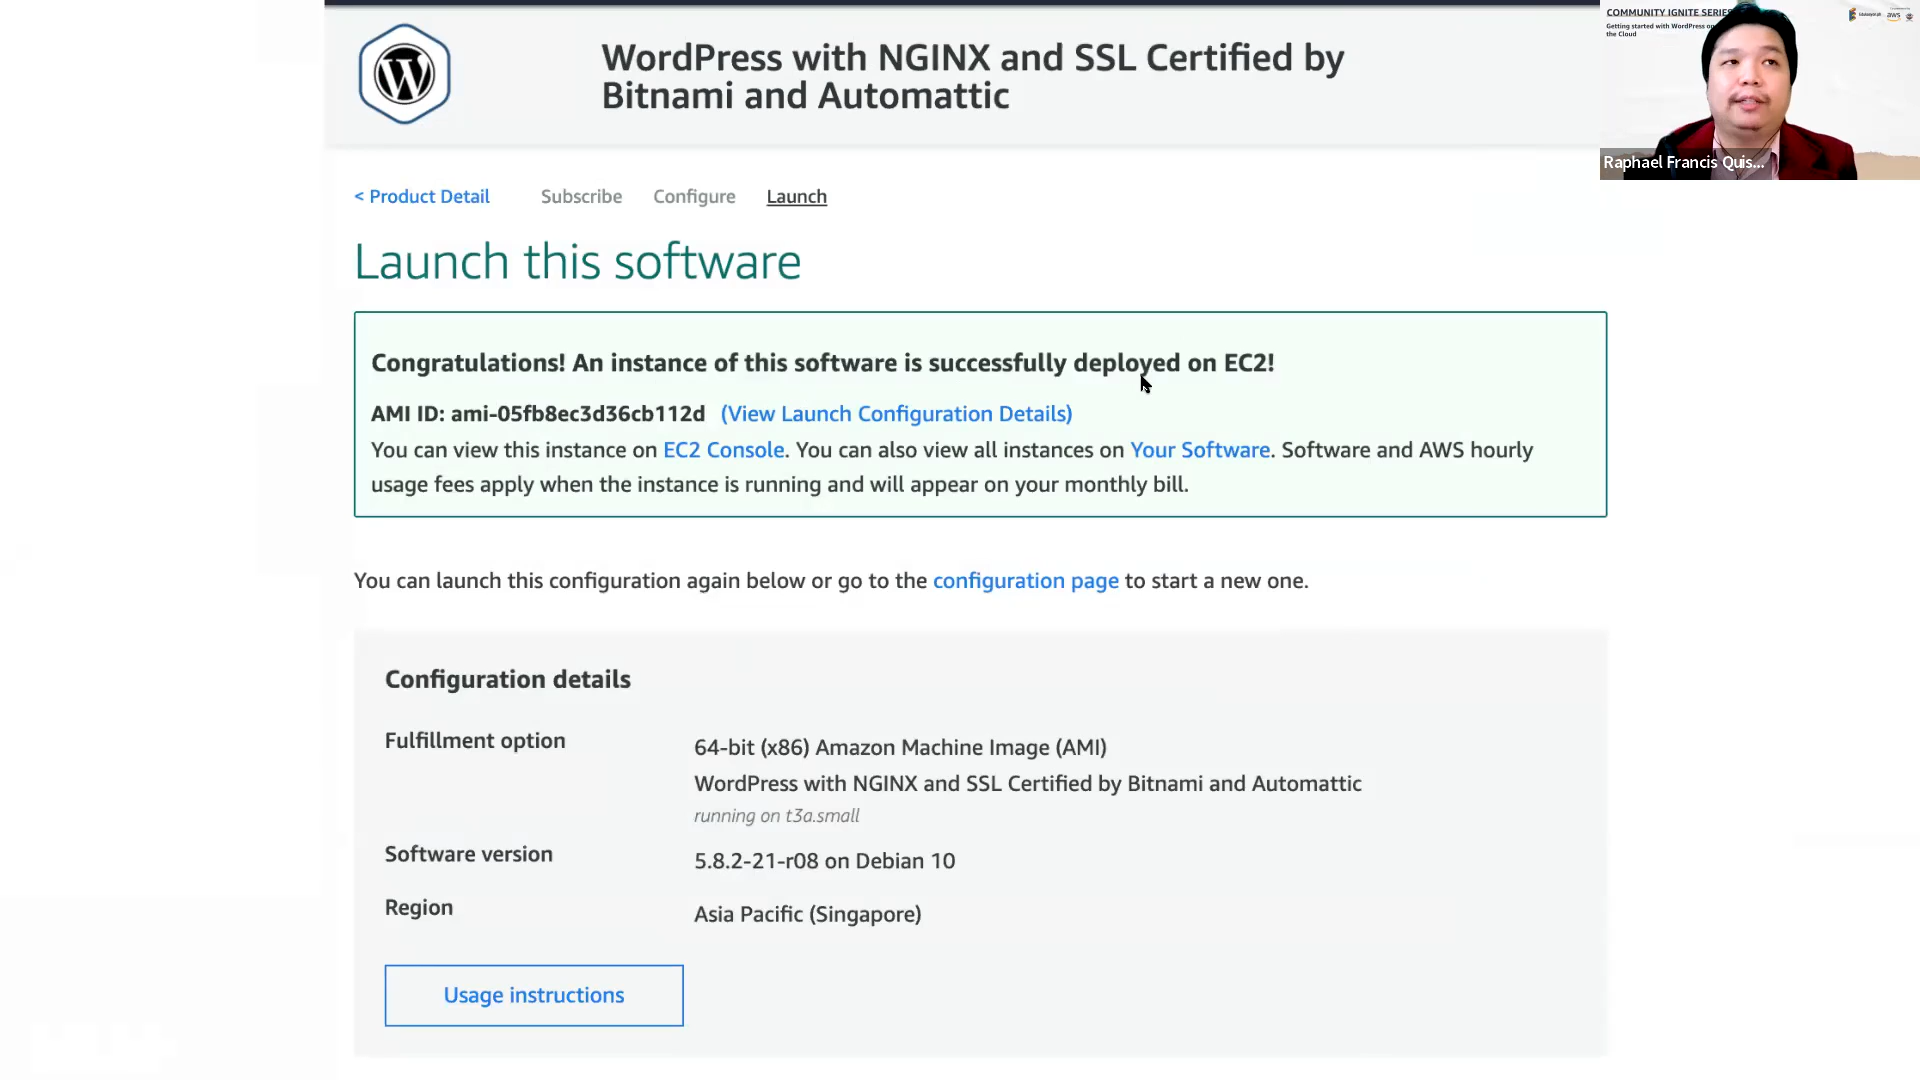 WordPress with NGINX and SSL Certified by
Bitnami and Automattic
COMMUNITY IGNITE SERIES
Getting started with WordPress on
the Cloud
aws
Raphael Francis Quis...
< Product Detail
Subscribe
Configure
Launch
Launch this software
Congratulations! An instance of this software is successfully deployed on EC2!
AMI ID: ami-05fb8ec3d36cb112d (View Launch Configuration Details)
You can view this instance on EC2 Console. You can also view all instances on Your Software. Software and AWS hourly
usage fees apply when the instance is running and will appear on your monthly bill.
You can launch this configuration again below or go to the configuration page to start a new one.
Configuration details
Fulfillment option
64-bit (x86) Amazon Machine Image (AMI)
WordPress with NGINX and SSL Certified by Bitnami and Automattic
running on t3a.small
Software version
5.8.2-21-r08 on Debian 10
Region
Asia Pacific (Singapore)
Usage instructions